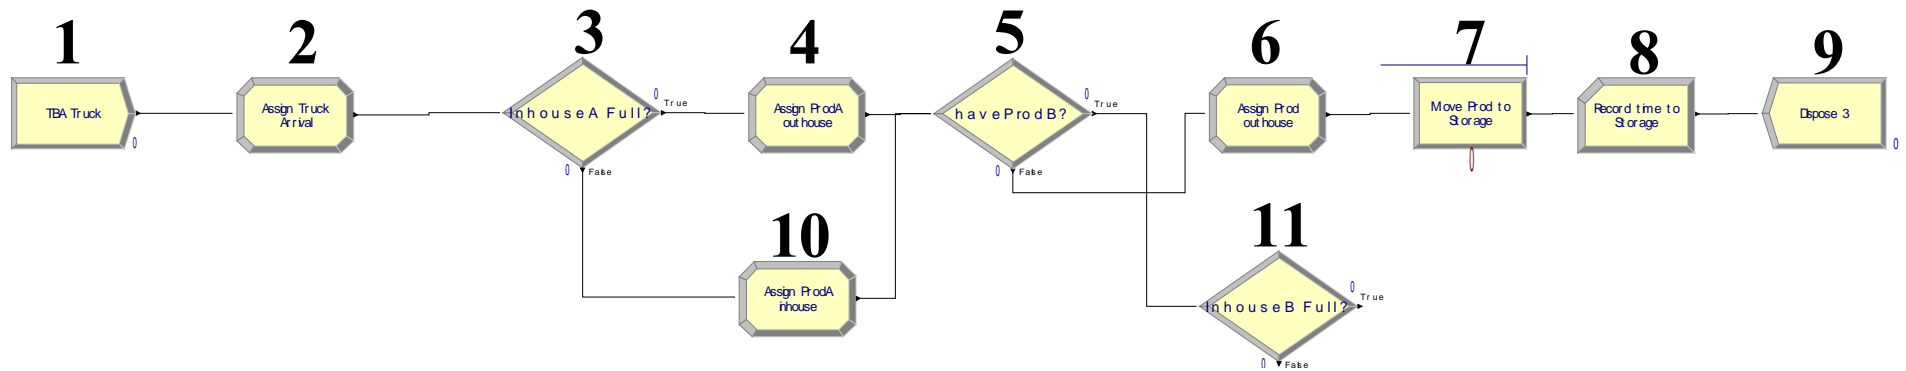 1
2
3
4
5
6
7
8
9
TBA Truck
0
Assign Truck
Arrival
InhouseA Full?
0
True
0
False
Assign ProdA
outhouse
haveProdB?
0
True
0
False
Assign Prod
outhouse
Move Prod to
Storage
0
Record time to
Storage
Dispose 3
0
10
Assign ProdA
inhouse
11
InhouseB Full?
0
True
0
False